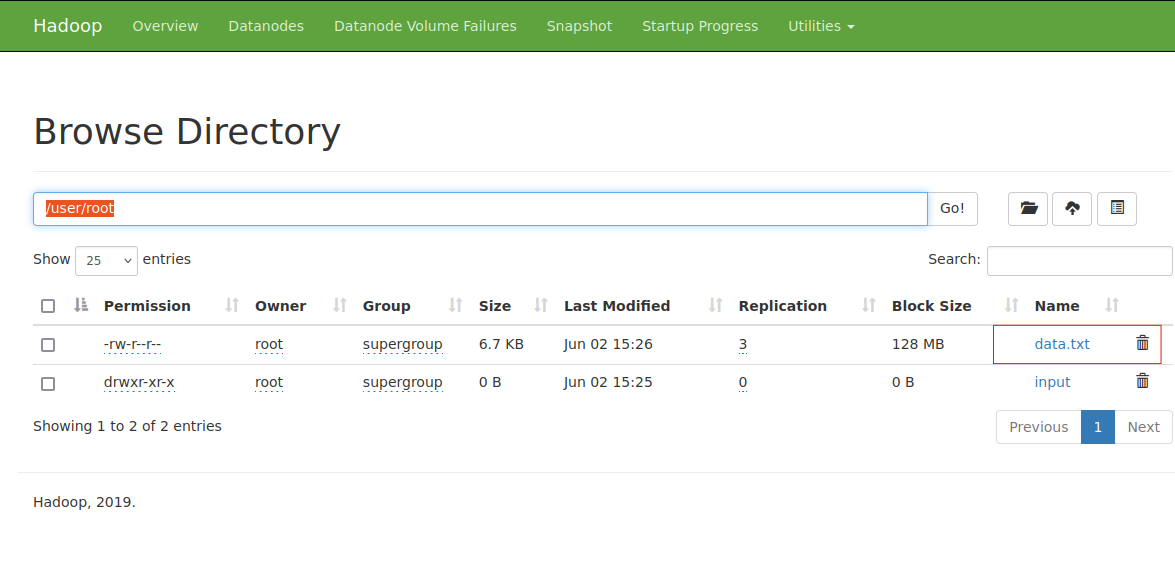 Hadoop Overview Datanodes Datanode Volume Failures Snapshot Startup Progress Utilities
Browse Directory
/user/root Go!
Show 25 entries Search:
Permission Owner Group Size Last Modified Replication Block Size Name
-rw-r--r-- root supergroup 6.7 KB Jun 02 15:26 3 128 MB data.txt
drwxr-xr-x root supergroup 0 B Jun 02 15:25 0 0 B input
Showing 1 to 2 of 2 entries Previous 1 Next
Hadoop, 2019.